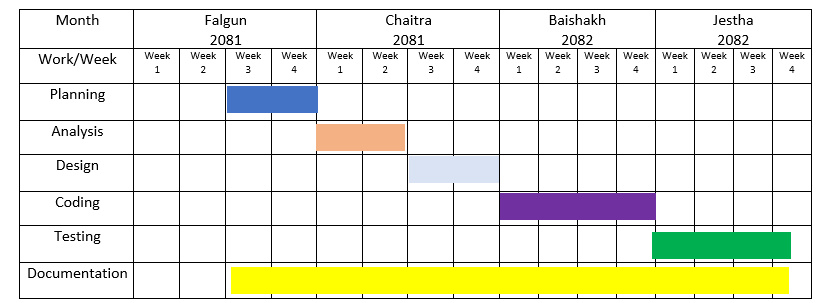 Month Falgun Chaitra Baishakh Jestha
2081 2081 2082 2082
Work/Week Week Week Week Week Week Week Week Week Week Week Week Week Week Week Week Week
1 2 3 4 1 2 3 4 1 2 3 4 1 2 3 4
Planning
Analysis
Design
Coding
Testing
Documentation